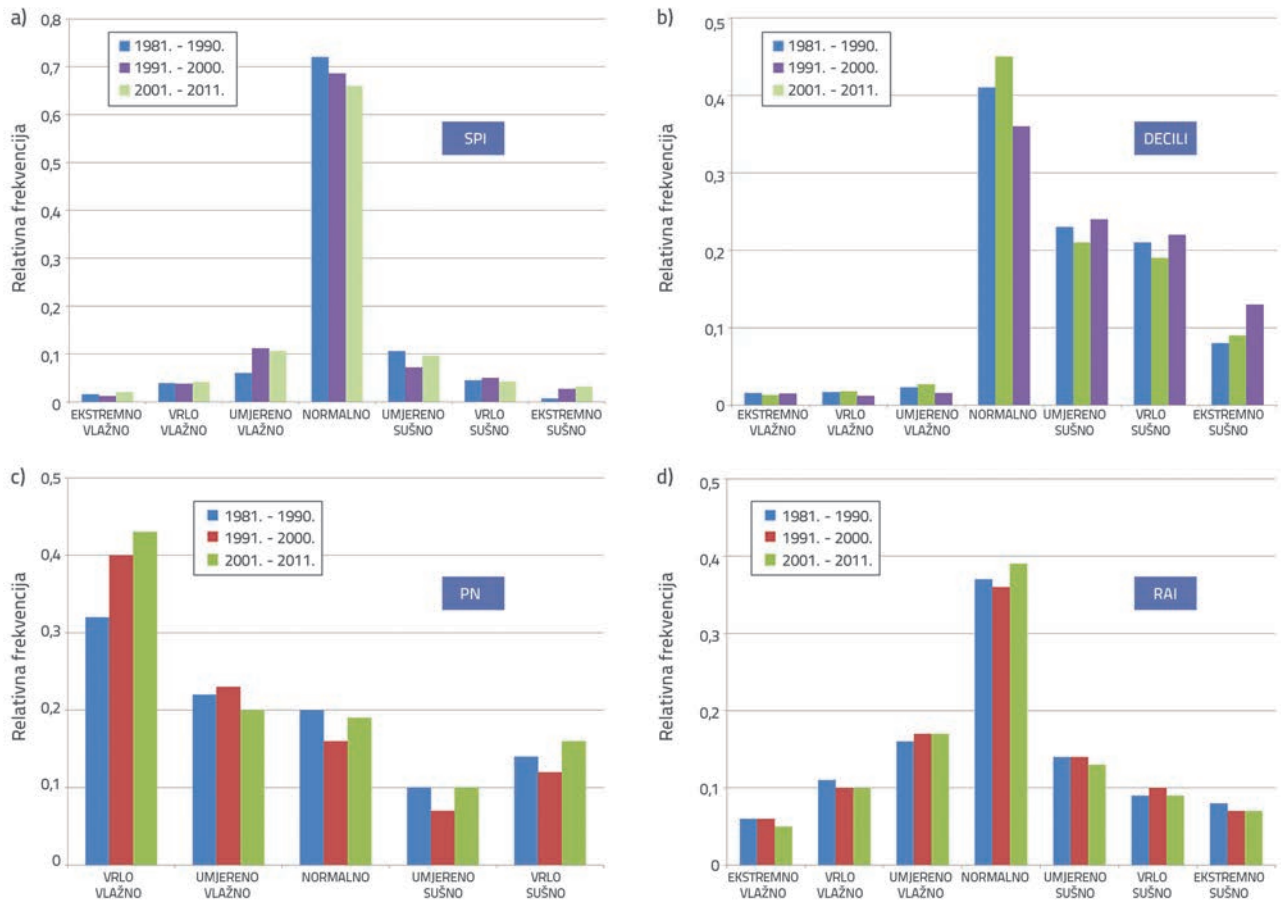 a)
Relativna frekvencija
0,8
0,7
0,6
0,5
0,4
0,3
0,2
0,1
0
1981. - 1990.
1991. - 2000.
2001. - 2011.
SPI
EKSTREMNO
VLAŽNO
VRLO
VLAŽNO
UMJERENO
VLAŽNO
NORMALNO
UMJERENO
SUŠNO
VRLO
SUŠNO
EKSTREMNO
SUŠNO
b)
Relativna frekvencija
0,5
0,4
0,3
0,2
0,1
0
1981. - 1990.
2001. - 2011.
1991. - 2000.
DECILI
EKSTREMNO
VLAŽNO
VRLO
VLAŽNO
UMJERENO
VLAŽNO
NORMALNO
UMJERENO
SUŠNO
VRLO
SUŠNO
EKSTREMNO
SUŠNO
c)
Relativna frekvencija
0,5
0,4
0,3
0,2
0,1
0
1981. - 1990.
1991. - 2000.
2001. - 2011.
PN
VRLO
VLAŽNO
UMJERENO
VLAŽNO
NORMALNO
UMJERENO
SUŠNO
VRLO
SUŠNO
d)
Relativna frekvencija
0,5
0,4
0,3
0,2
0,1
0
1981. - 1990.
1991. - 2000.
2001. - 2011.
RAI
EKSTREMNO
VLAŽNO
VRLO
VLAŽNO
UMJERENO
VLAŽNO
NORMALNO
UMJERENO
SUŠNO
VRLO
SUŠNO
EKSTREMNO
SUŠNO